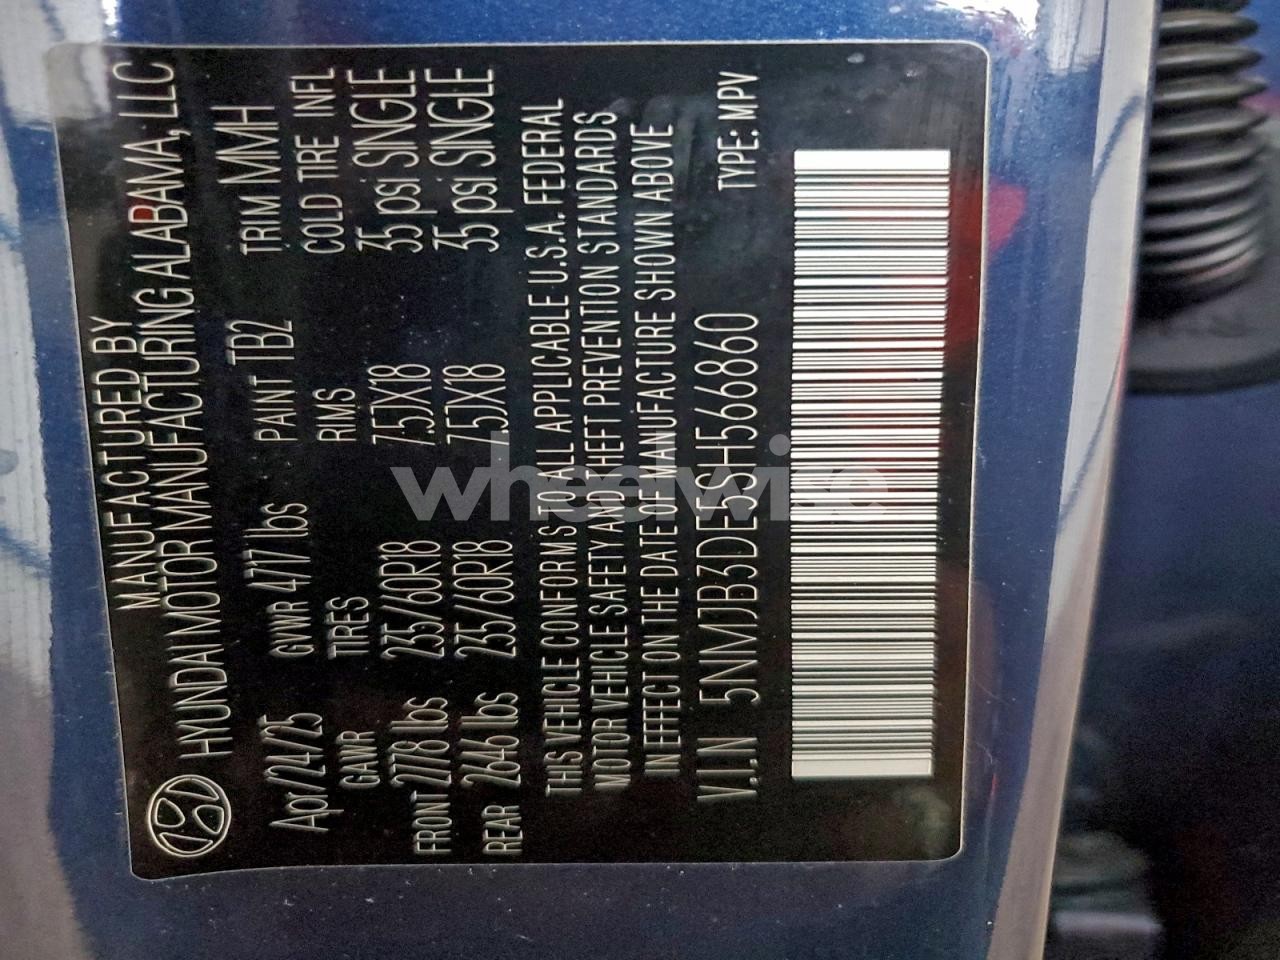 MANUFACTURED BY
HYUNDAI MOTOR MANUFACTURING ALABAMA, LLC
Apr/24/25 GVWR 4717 lbs PAINT TB2 TRIM MMH
GAWR TIRES RIMS COLD TIRE INFL
FRONT 2778 lbs 235/60R18 7.5JX18 35 psi SINGLE
REAR 2646 lbs 235/60R18 7.5JX18 35 psi SINGLE
THIS VEHICLE CONFORMS TO ALL APPLICABLE U.S.A. FEDERAL
MOTOR VEHICLE SAFETY AND THEFT PREVENTION STANDARDS
IN EFFECT ON THE DATE OF MANUFACTURE SHOWN ABOVE
V.I.N 5NMJB3DE5SH556860 TYPE: MPV
wheelwise